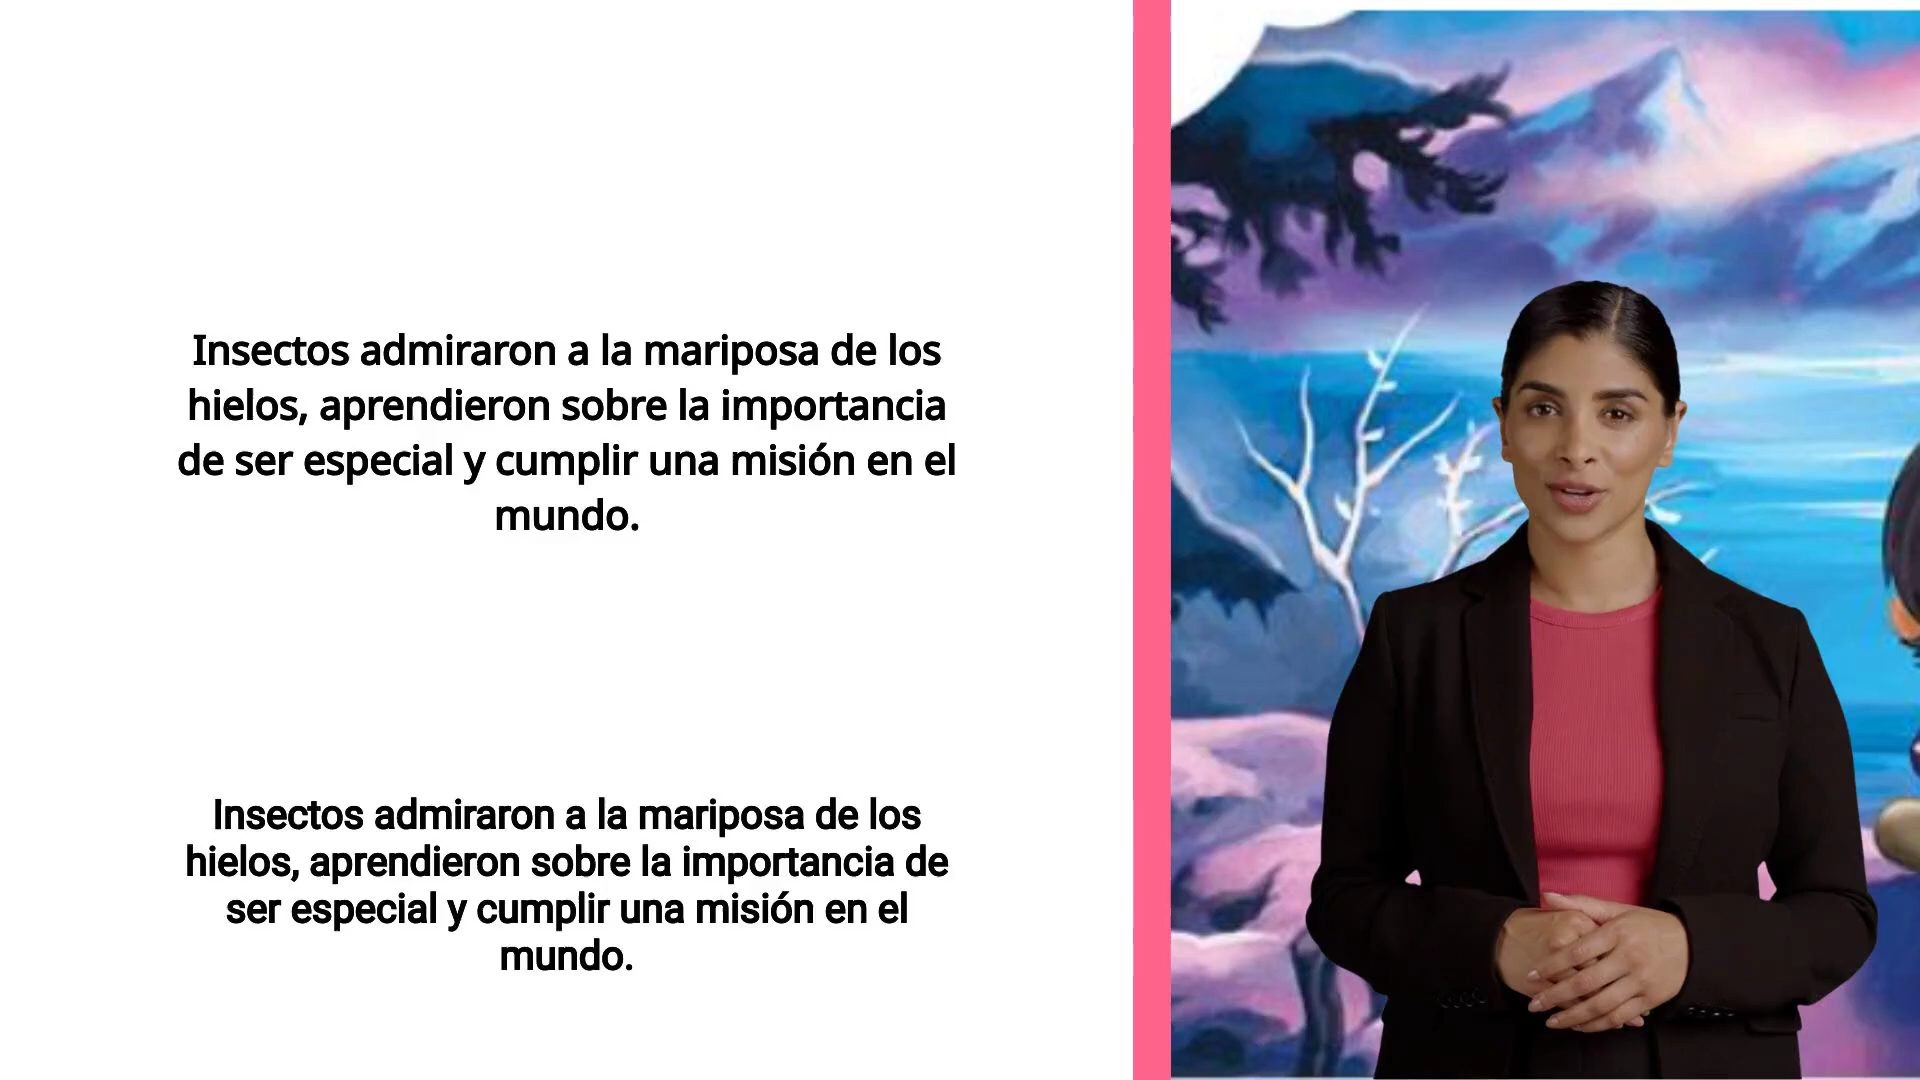 Insectos admiraron a la mariposa de los
hielos, aprendieron sobre la importancia
de ser especial y cumplir una misión en el
mundo.
Insectos admiraron a la mariposa de los
hielos, aprendieron sobre la importancia de
ser especial y cumplir una misión en el
mundo.